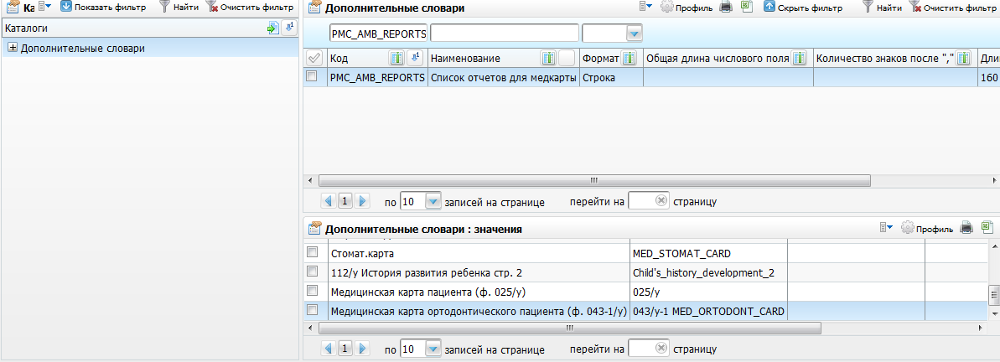 Ка Показать фильтр Найти Очистить фильтр
Каталоги
Дополнительные словари
Дополнительные словари Профиль Скрыть фильтр Найти Очистить фильтр
PMC_AMB_REPORTS
Код Наименование Формат Общая длина числового поля Количество знаков после "," Дли
PMC_AMB_REPORTS Список отчетов для медкарты Строка 160
1 по 10 записей на странице перейти на страницу
Дополнительные словари : значения Профиль
Стомат.карта MED_STOMAT_CARD
112/у История развития ребенка стр. 2 Child's_history_development_2
Медицинская карта пациента (ф. 025/у) 025/у
Медицинская карта ортодонтического пациента (ф. 043-1/у) 043/у-1 MED_ORTODONT_CARD
1 по 10 записей на странице перейти на страницу